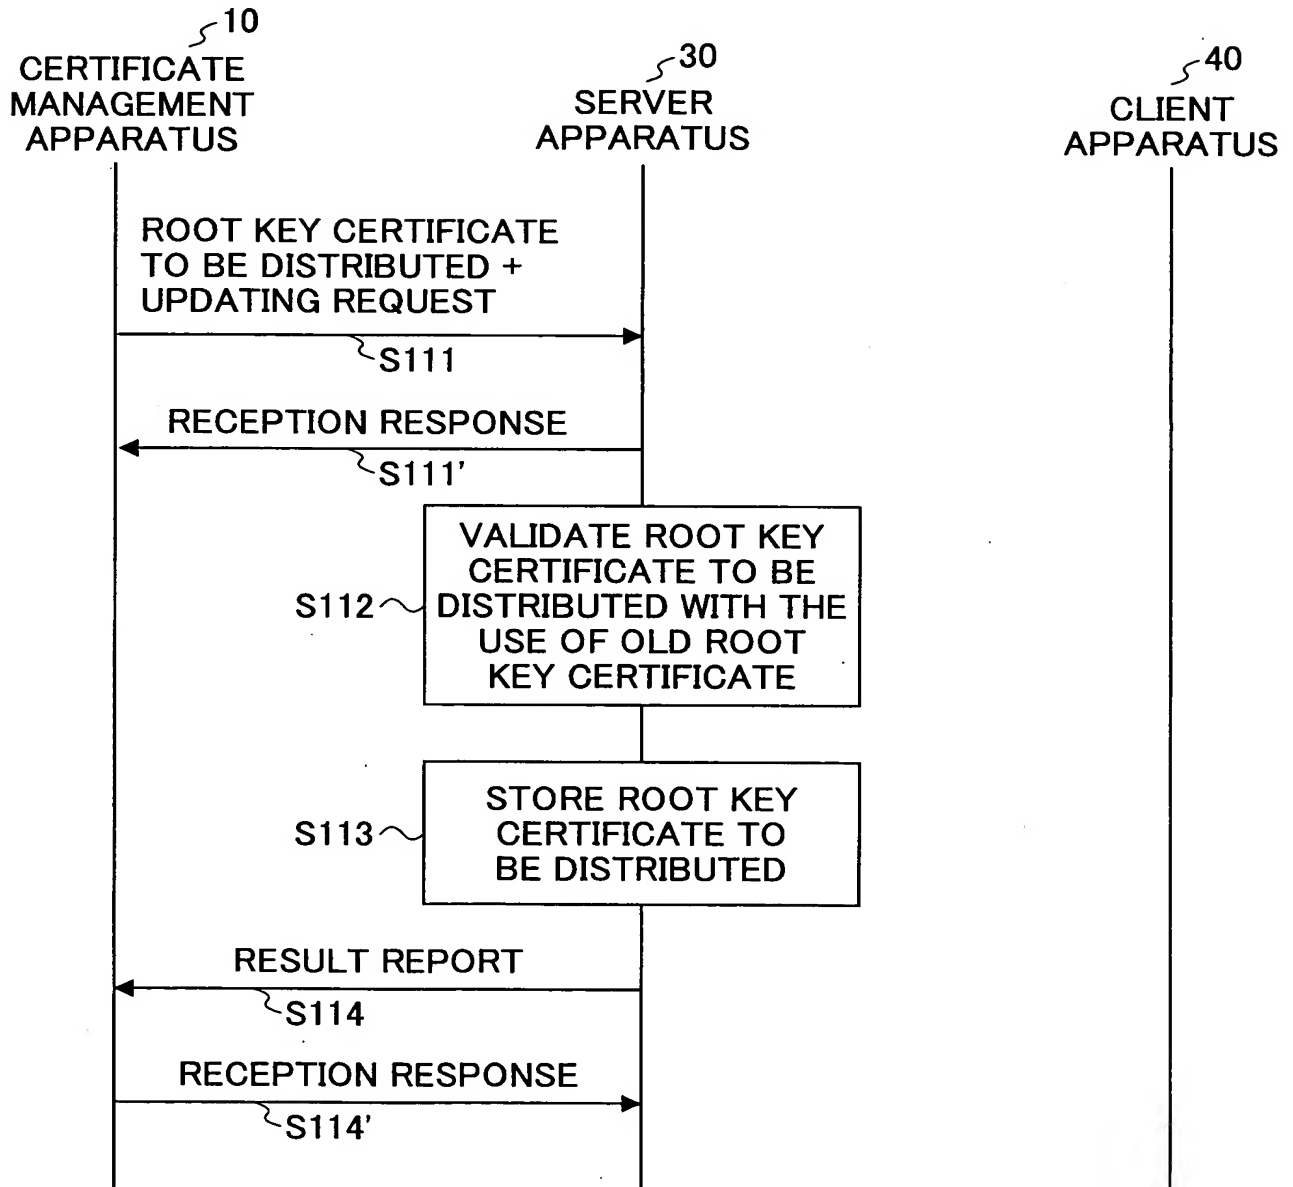 10
CERTIFICATE
MANAGEMENT
APPARATUS
30
SERVER
APPARATUS
40
CLIENT
APPARATUS
ROOT KEY CERTIFICATE
TO BE DISTRIBUTED +
UPDATING REQUEST
S111
RECEPTION RESPONSE
S111'
VALIDATE ROOT KEY
CERTIFICATE TO BE
DISTRIBUTED WITH THE
USE OF OLD ROOT
KEY CERTIFICATE
S112
STORE ROOT KEY
CERTIFICATE TO
BE DISTRIBUTED
S113
RESULT REPORT
S114
RECEPTION RESPONSE
S114'